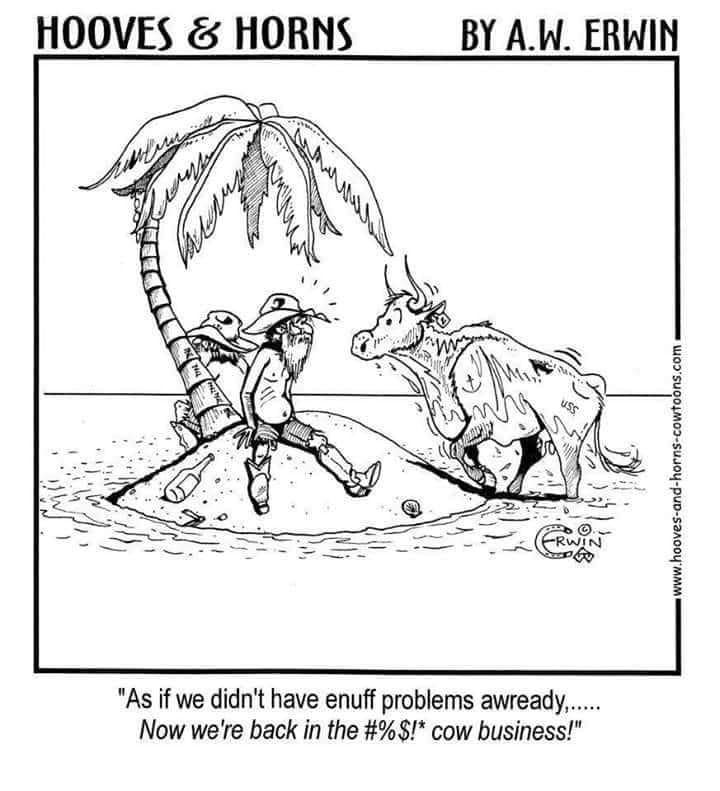 HOOVES & HORNS BY A.W. ERWIN
USS
www.hooves-and-horns-cowtoons.com
©
ERWIN
"As if we didn't have enuff problems awready,.....
Now we're back in the #%$!* cow business!"